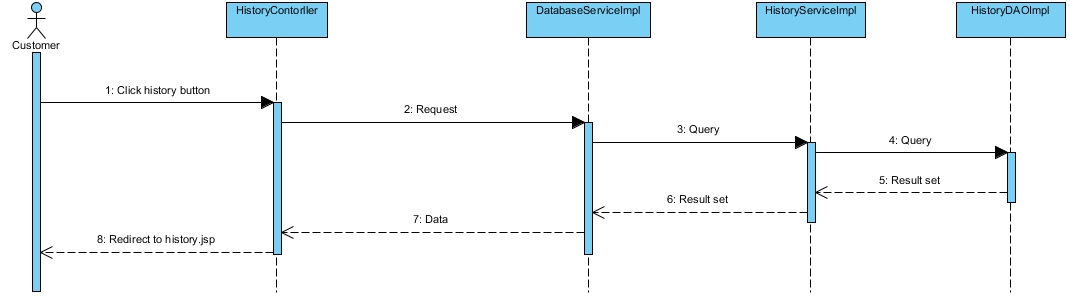 HistoryContorller
DatabaseServiceImpl
HistoryServiceImpl
HistoryDAOImpl
Customer
1: Click history button
2: Request
3: Query
4: Query
5: Result set
6: Result set
7: Data
8: Redirect to history.jsp